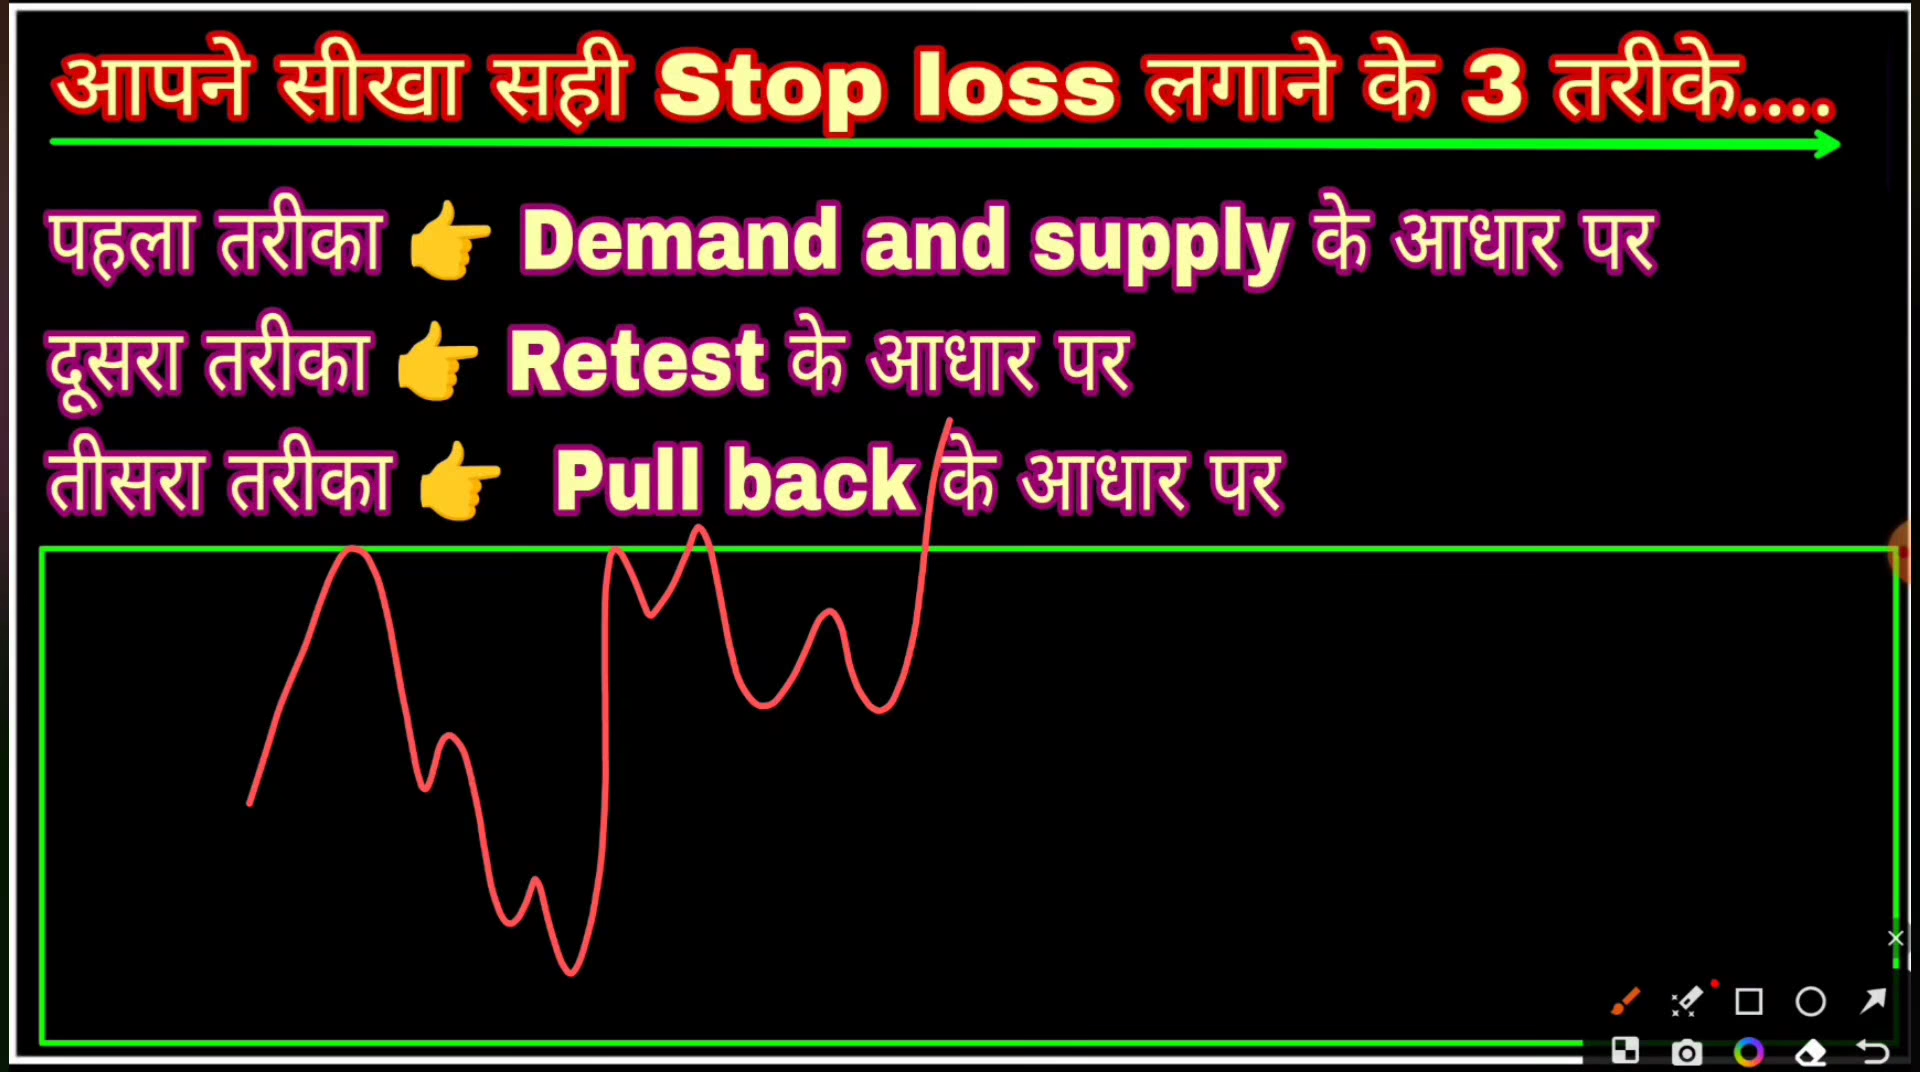 आपने सीखा सही Stop loss लगाने के 3 तरीके....
पहला तरीका 👉 Demand and supply के आधार पर
दूसरा तरीका 👉 Retest के आधार पर
तीसरा तरीका 👉 Pull back के आधार पर